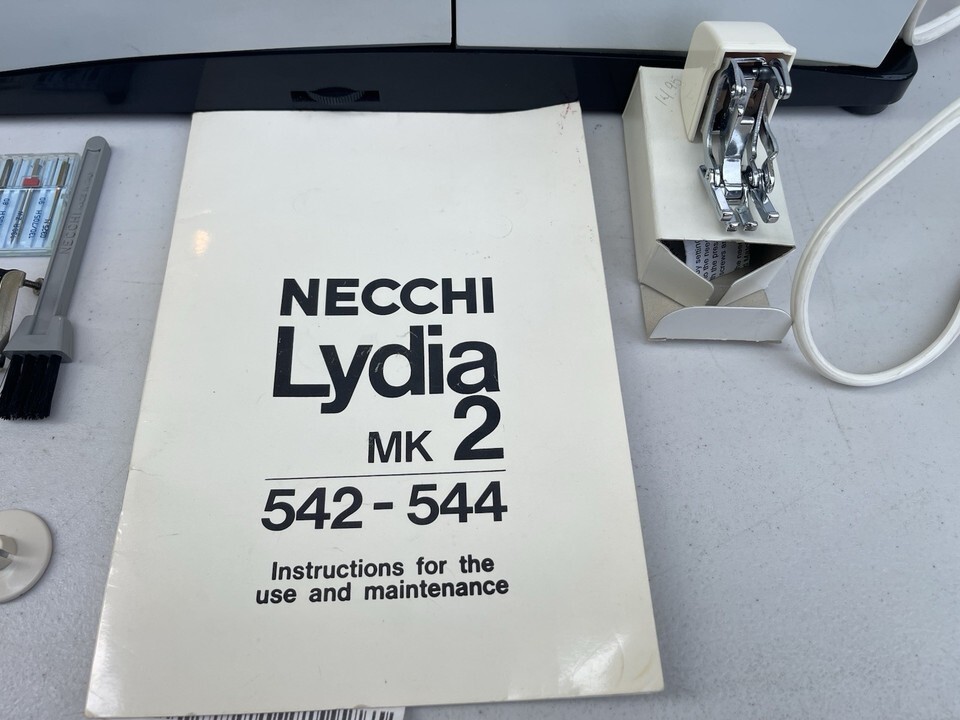 NECCHI
Lydia
MK 2
542-544
Instructions for the
use and maintenance
NECCHI